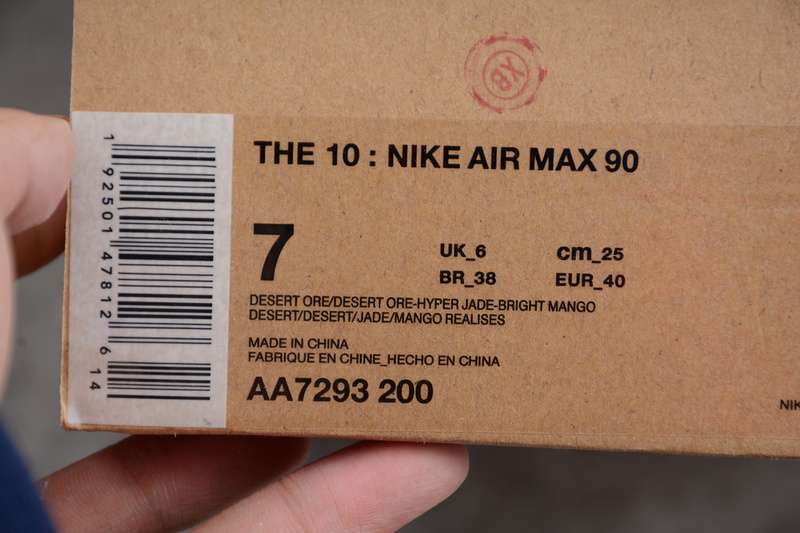 XB
THE 10 : NIKE AIR MAX 90
7
UK_6 cm_25
BR_38 EUR_40
DESERT ORE/DESERT ORE-HYPER JADE-BRIGHT MANGO
DESERT/DESERT/JADE/MANGO REALISES
MADE IN CHINA
FABRIQUE EN CHINE_HECHO EN CHINA
AA7293 200
1 92501 47812 6 14
NIK